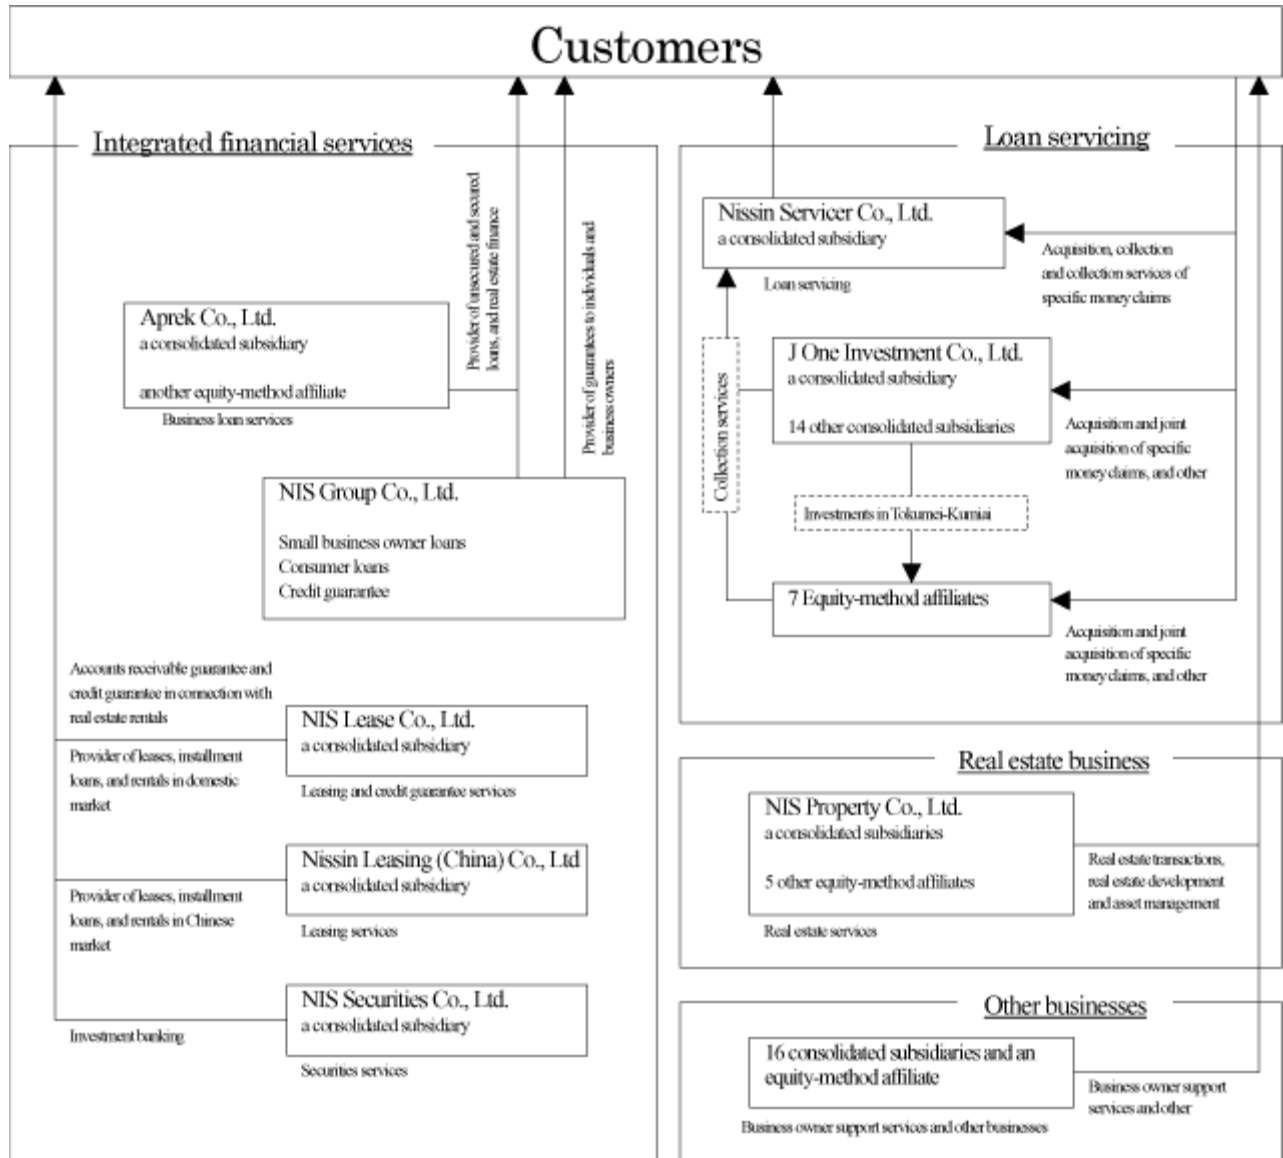 Customers
Integrated financial services
Provider of unsecured and secured
loans, and real estate finance
Provider of guarantees to individuals and
business owners
Aprek Co., Ltd.
a consolidated subsidiary
another equity-method affiliate
Business loan services
NIS Group Co., Ltd.
Small business owner loans
Consumer loans
Credit guarantee
Accounts receivable guarantee and
credit guarantee in connection with
real estate rentals
NIS Lease Co., Ltd.
a consolidated subsidiary
Leasing and credit guarantee services
Provider of leases, installment
loans, and rentals in domestic
market
Nissin Leasing (China) Co., Ltd
a consolidated subsidiary
Leasing services
Provider of leases, installment
loans, and rentals in Chinese
market
NIS Securities Co., Ltd.
a consolidated subsidiary
Securities services
Investment banking
Loan servicing
Nissin Servicer Co., Ltd.
a consolidated subsidiary
Loan servicing
Acquisition, collection
and collection services of
specific money claims
Collection services
J One Investment Co., Ltd.
a consolidated subsidiary
14 other consolidated subsidiaries
Acquisition and joint
acquisition of specific
money claims, and other
Investments in Tokumei-Kumiai
7 Equity-method affiliates
Acquisition and joint
acquisition of specific
money claims, and other
Real estate business
NIS Property Co., Ltd.
a consolidated subsidiaries
5 other equity-method affiliates
Real estate services
Real estate transactions,
real estate development
and asset management
Other businesses
16 consolidated subsidiaries and an
equity-method affiliate
Business owner support services and other businesses
Business owner support
services and other